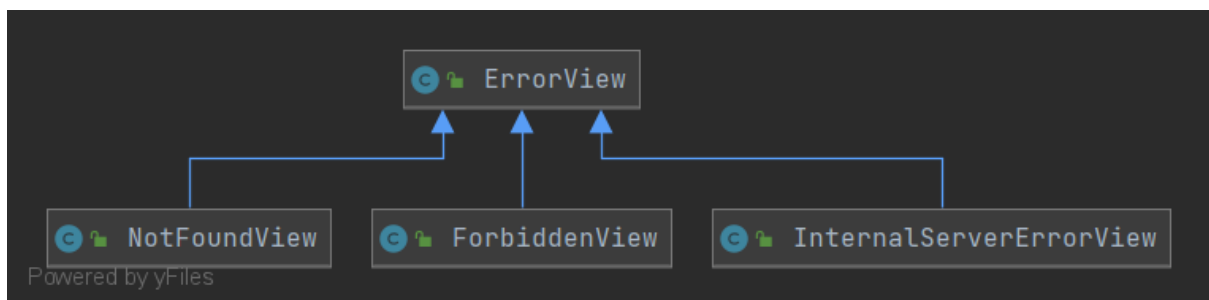 ErrorView
NotFoundView
ForbiddenView
InternalServerErrorView
Powered by yFiles